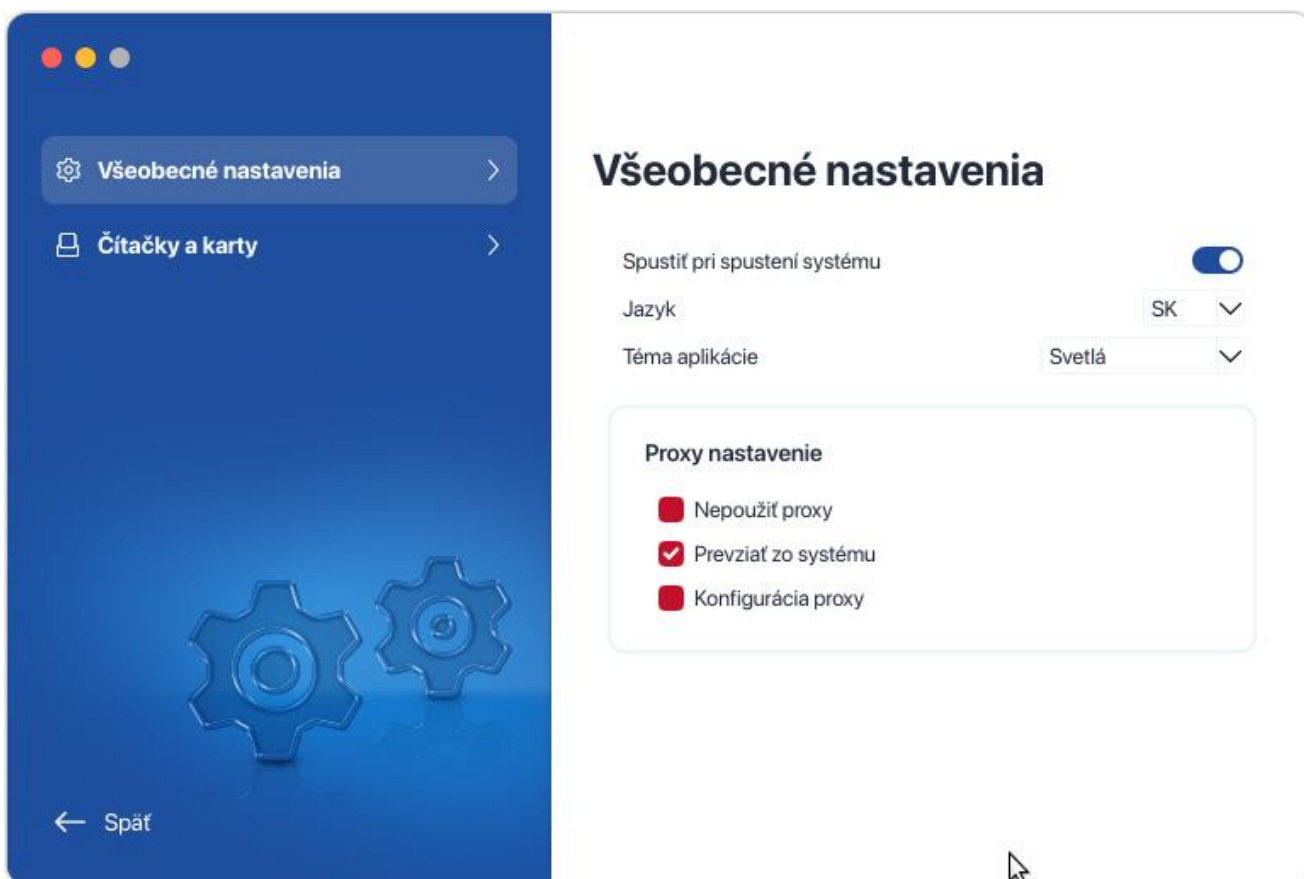 Všeobecné nastavenia
Čítačky a karty
Späť
Všeobecné nastavenia
Spustiť pri spustení systému
Jazyk SK
Téma aplikácie Svetlá
Proxy nastavenie
Nepoužiť proxy
Prevziať zo systému
Konfigurácia proxy